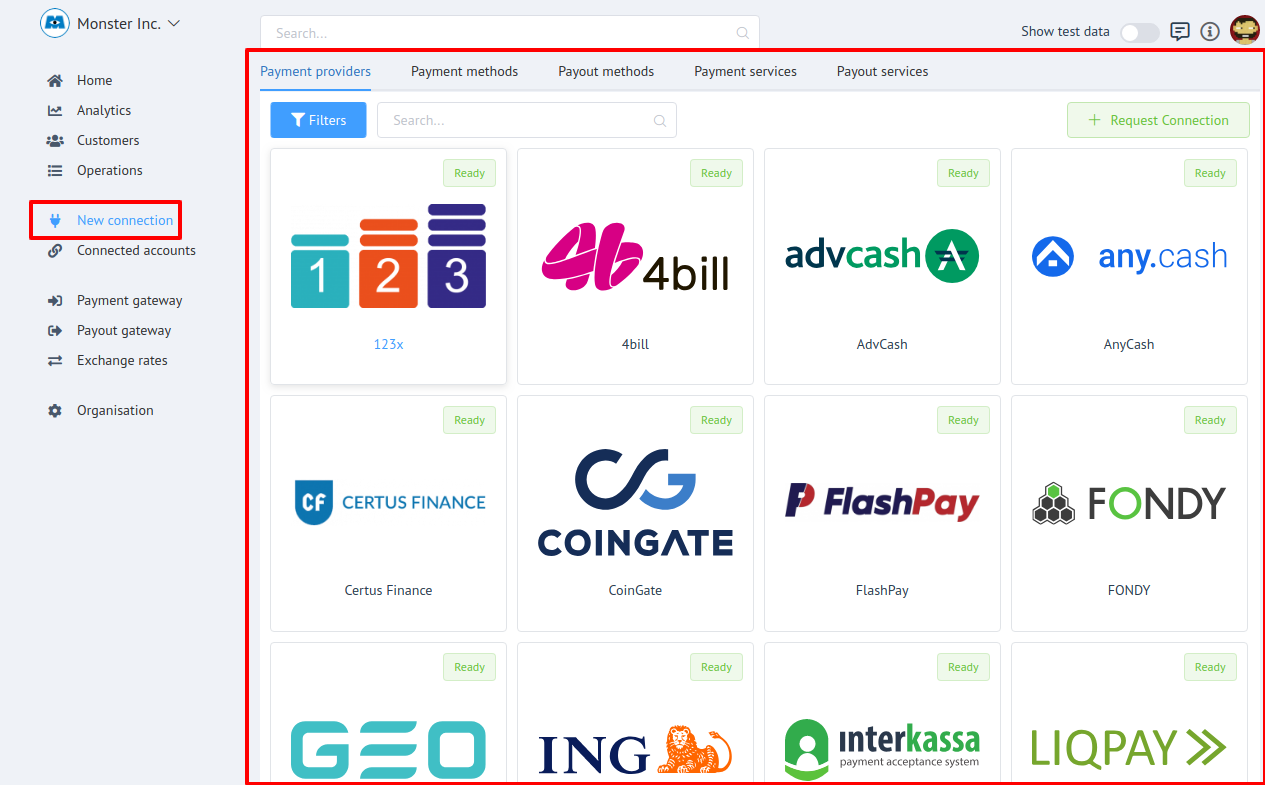 Monster Inc.
Search...
Show test data
Home
Analytics
Customers
Operations
New connection
Connected accounts
Payment gateway
Payout gateway
Exchange rates
Organisation
Payment providers
Payment methods
Payout methods
Payment services
Payout services
Filters
Search...
Request Connection
Ready
1 2 3
123x
Ready
4bill
4bill
Ready
advcash
AdvCash
Ready
any.cash
AnyCash
Ready
CF CERTUS FINANCE
Certus Finance
Ready
CG
COINGATE
CoinGate
Ready
FlashPay
FlashPay
Ready
FONDY
FONDY
Ready
GEO
Ready
ING
Ready
interkassa
payment acceptance system
Ready
LIQPAY